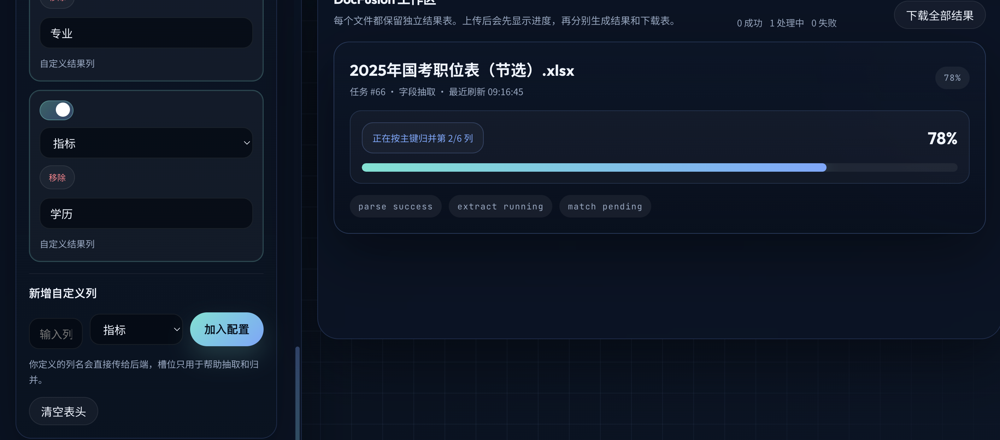 移除
专业
自定义结果列
指标
移除
学历
自定义结果列
新增自定义列
输入列
指标
加入配置
你定义的列名会直接传给后端，槽位只用于帮助抽取和归
并。
清空表头
DocFusion 工作区
每个文件都保留独立结果表。上传后会先显示进度，再分别生成结果和下载表。
0 成功 1 处理中 0 失败
下载全部结果
2025年国考职位表（节选）.xlsx
78%
任务 #66 • 字段抽取 • 最近刷新 09:16:45
正在按主键归并第 2/6 列
78%
parse success
extract running
match pending